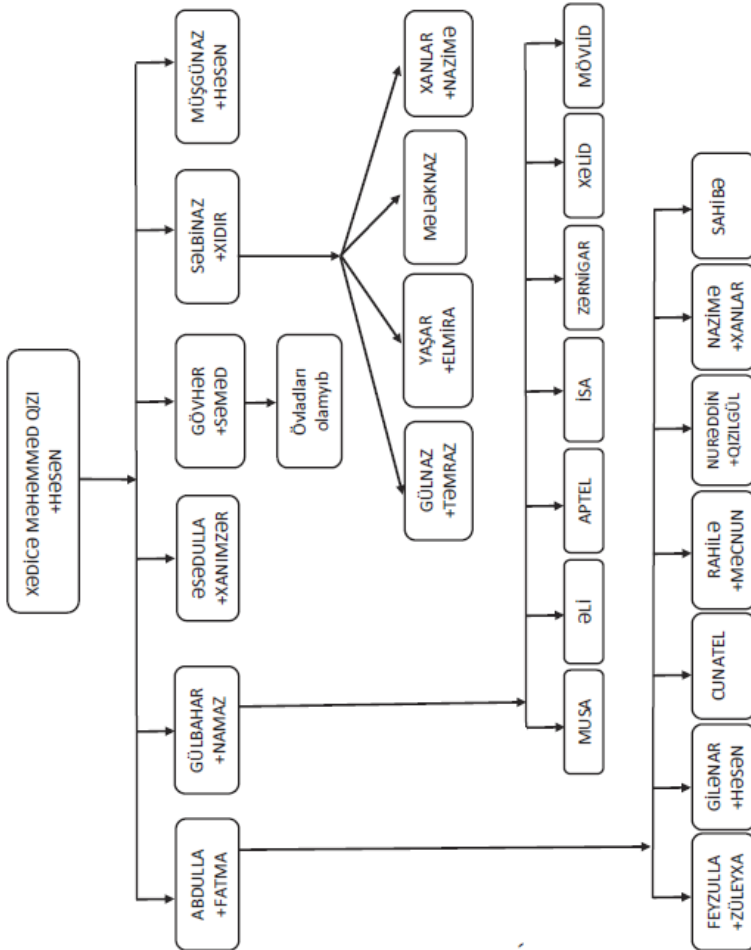 XƏDİCƏ MƏHƏMMƏD QIZI
+HƏSƏN
ABDULLA
+FATMA
GÜLBAHAR
+NAMAZ
ƏSƏDULLA
+XANIMZƏR
GÖVHƏR
+SƏMƏD
SƏLBİNAZ
+XIDIR
MÜŞGÜNAZ
+HƏSƏN
Övladları
olamyıb
GÜLNAZ
+TƏMRAZ
YAŞAR
+ELMİRA
MƏLƏKNAZ
XANLAR
+NAZİMƏ
MUSA
ƏLİ
APTEL
İSA
ZƏRNİGAR
XƏLİD
MÖVLİD
FEYZULLA
+ZÜLEYXA
GİLƏNAR
+HƏSƏN
CUNATEL
RAHİLƏ
+MƏCNUN
NURƏDDİN
+QIZILGÜL
NAZİMƏ
+XANLAR
SAHİBƏ